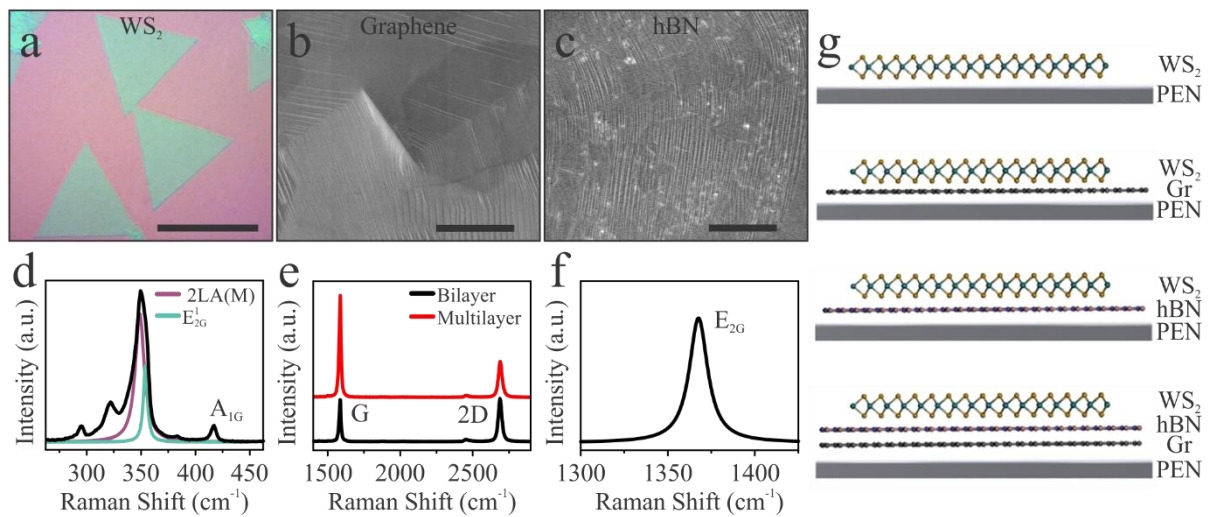 a
WS₂
b
Graphene
c
hBN
g
WS₂
PEN
WS₂
Gr
PEN
WS₂
hBN
PEN
WS₂
hBN
Gr
PEN
d
2LA(M)
E¹₂G
A₁G
Intensity (a.u.)
250 300 350 400 450
Raman Shift (cm⁻¹)
e
Bilayer
Multilayer
G
2D
Intensity (a.u.)
1500 2000 2500
Raman Shift (cm⁻¹)
f
E₂G
Intensity (a.u.)
1300 1350 1400
Raman Shift (cm⁻¹)